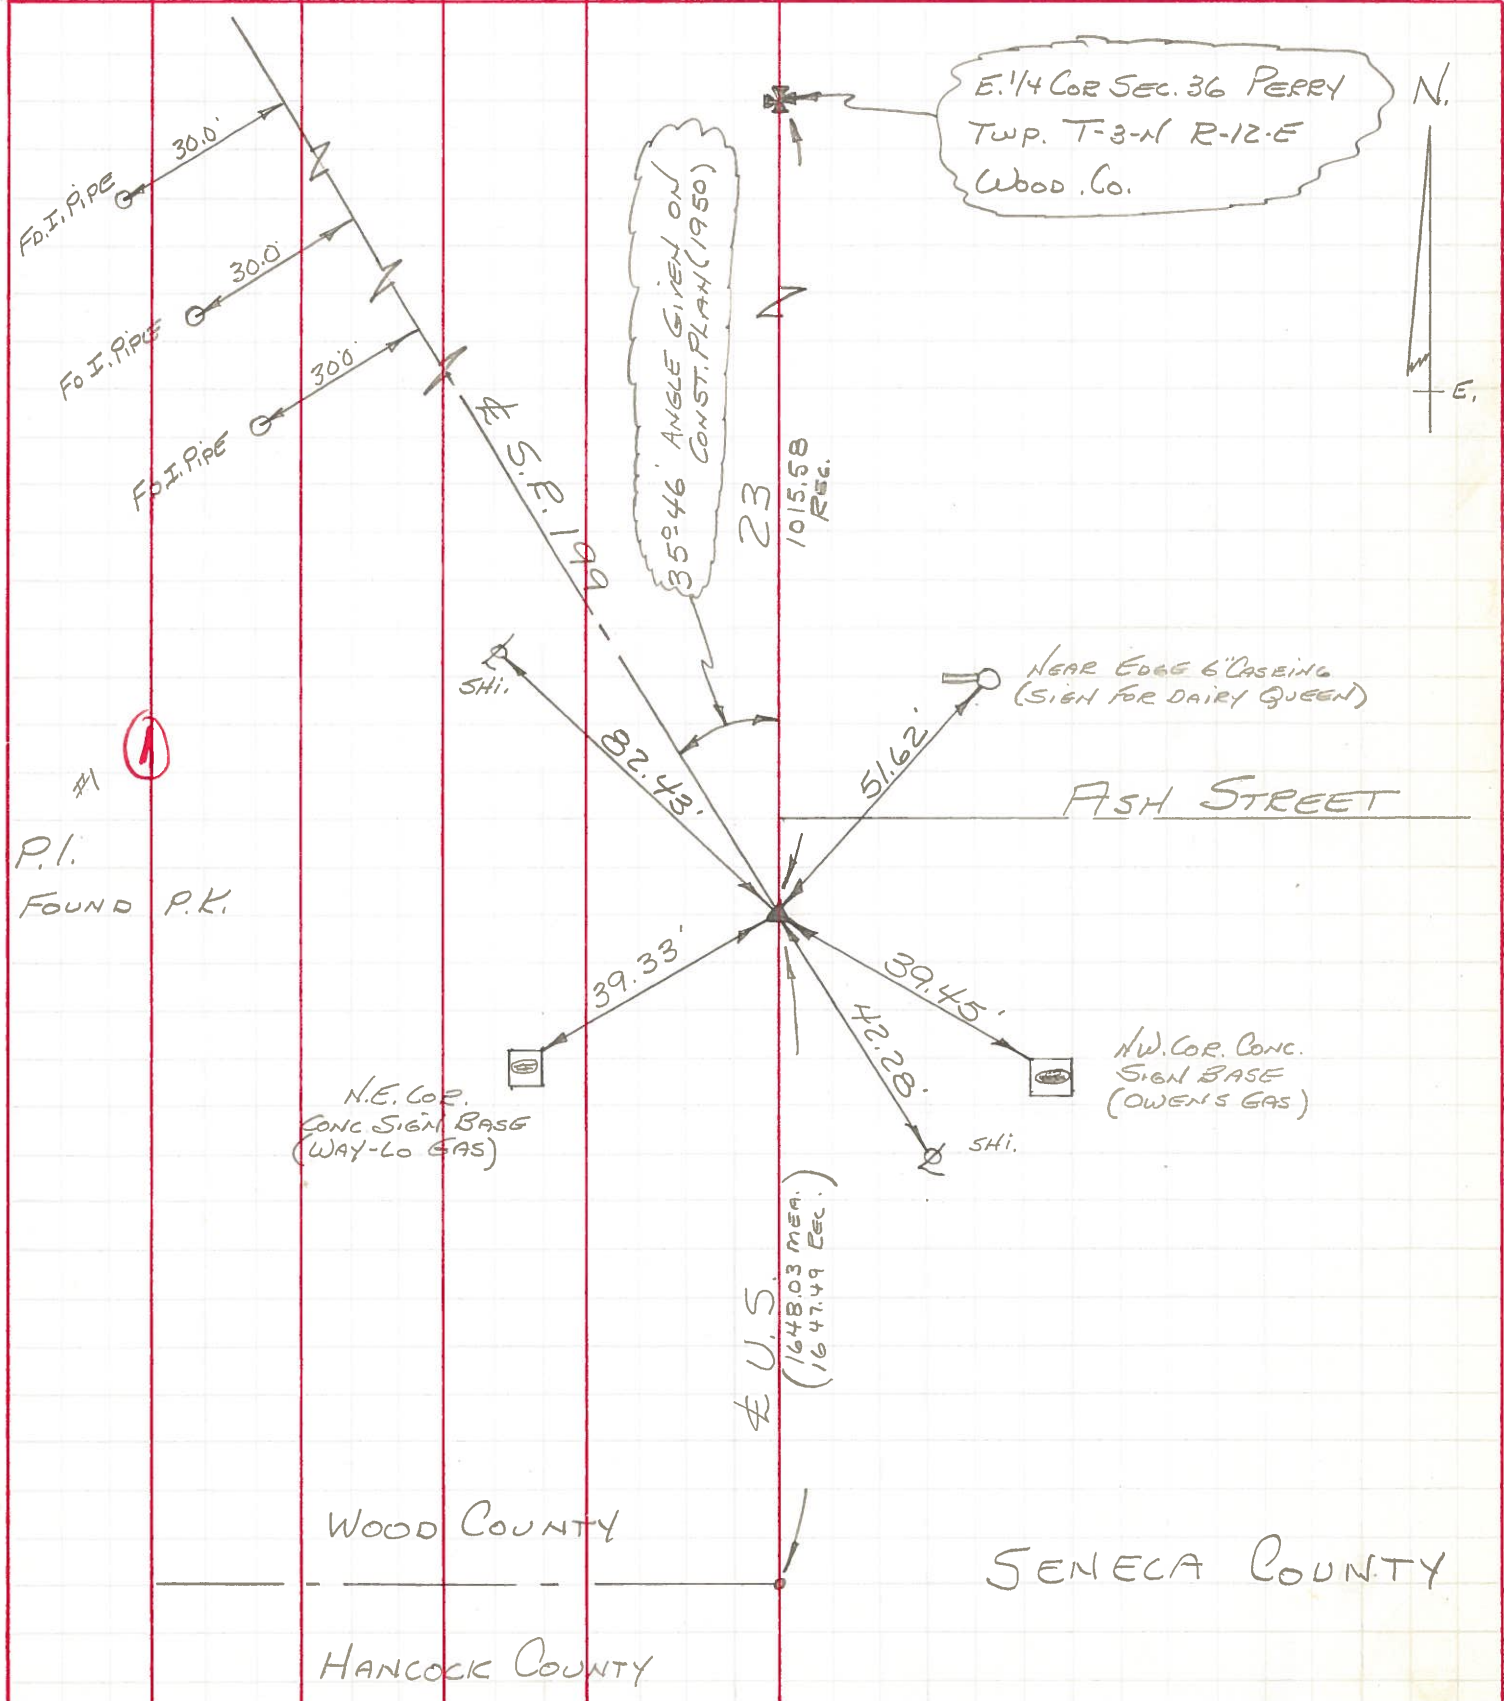 E. 1/4 COR SEC. 36 PERRY
TWP. T-3-N R-12-E
WOOD. CO.
N.
E.
30.0'
FD. I. PIPE
30.0'
FD I. PIPE
30.0'
FD I. PIPE
35°46' ANGLE GIVEN ON
CONST. PLAN (1950)
℄ S.R. 199
23
1015.58
REC.
SHI.
82.43'
NEAR EDGE 6" CASEING
(SIGN FOR DAIRY QUEEN)
51.62'
ASH STREET
#1
1
P.I.
FOUND P.K.
39.33'
39.45'
42.28'
N.E. COR.
CONC. SIGN BASE
(WAY-LO GAS)
N.W. COR. CONC.
SIGN BASE
(OWENS GAS)
SHI.
℄ U.S.
(1648.03 MEA.
1647.49 REC.)
WOOD COUNTY
SENECA COUNTY
HANCOCK COUNTY